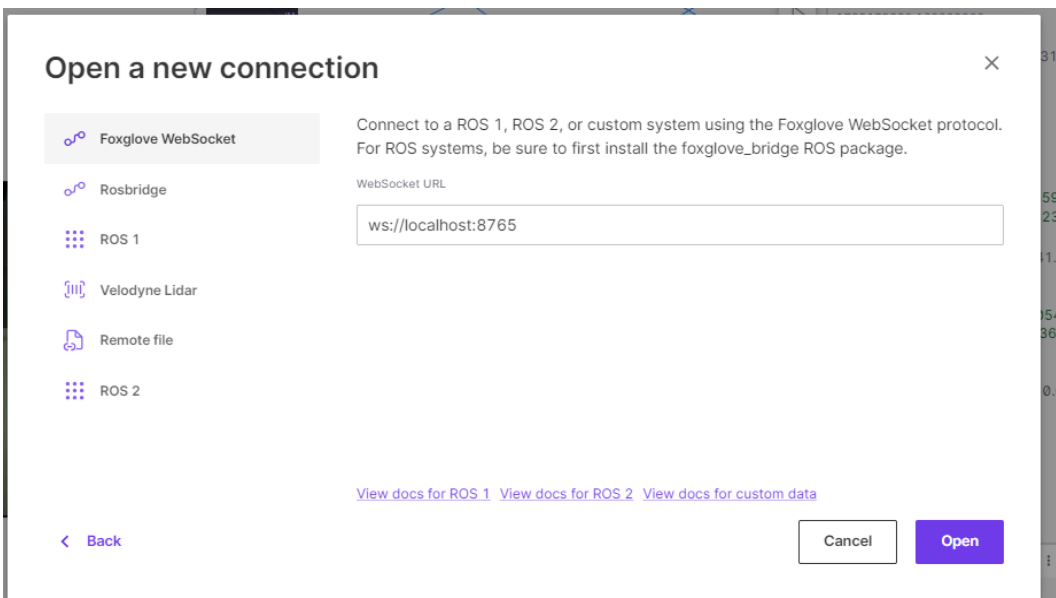 Open a new connection
Foxglove WebSocket
Rosbridge
ROS 1
Velodyne Lidar
Remote file
ROS 2
Connect to a ROS 1, ROS 2, or custom system using the Foxglove WebSocket protocol.
For ROS systems, be sure to first install the foxglove_bridge ROS package.
WebSocket URL
ws://localhost:8765
View docs for ROS 1 View docs for ROS 2 View docs for custom data
Back
Cancel
Open